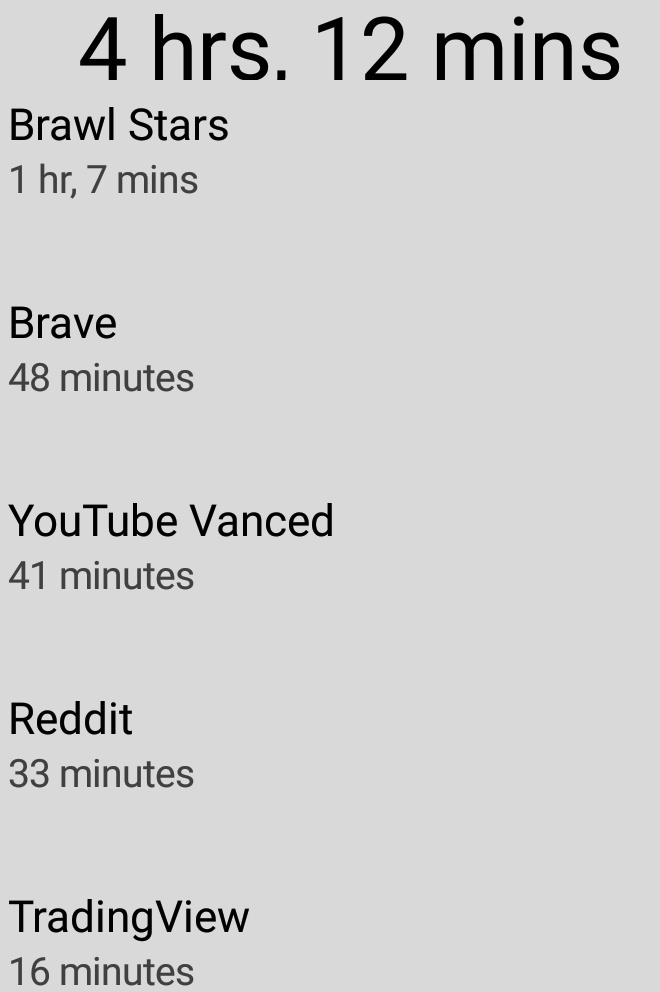 4 hrs. 12 mins
Brawl Stars
1 hr, 7 mins
Brave
48 minutes
YouTube Vanced
41 minutes
Reddit
33 minutes
TradingView
16 minutes